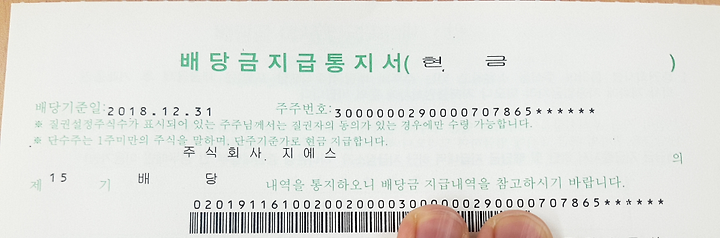 배당금지급통지서( 현 금 )
배당기준일: 2018.12.31 주주번호: 3000000290000707865******
※ 질권설정주식수가 표시되어 있는 주주님께서는 질권자의 동의가 있는 경우에만 수령 가능합니다.
※ 단수주는 1주미만의 주식을 말하며, 단주기준가로 현금 지급합니다.
주식회사 지에스 의
제 15 기 배 당 내역을 통지하오니 배당금 지급내역을 참고하시기 바랍니다.
02019116100200200003000000290000707865******